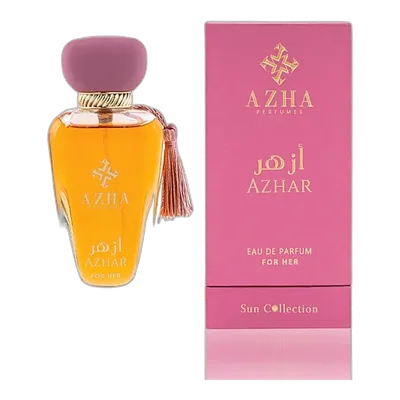 AZHA
أزهر
AZHAR
FOR HER
AZHA
PERFUMES
أزهر
AZHAR
EAU DE PARFUM
FOR HER
Sun Collection